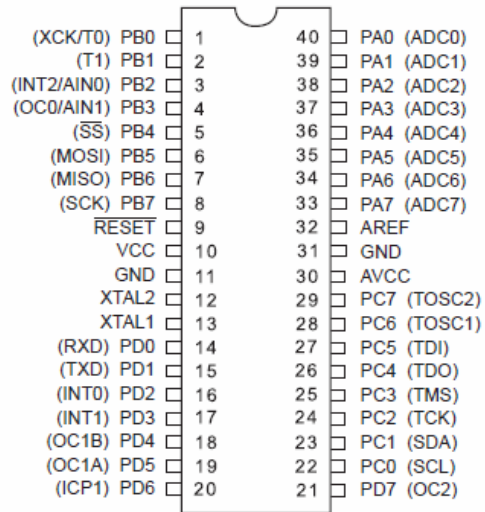 (XCK/T0) PB0 1 40 PA0 (ADC0)
(T1) PB1 2 39 PA1 (ADC1)
(INT2/AIN0) PB2 3 38 PA2 (ADC2)
(OC0/AIN1) PB3 4 37 PA3 (ADC3)
(S̅S̅) PB4 5 36 PA4 (ADC4)
(MOSI) PB5 6 35 PA5 (ADC5)
(MISO) PB6 7 34 PA6 (ADC6)
(SCK) PB7 8 33 PA7 (ADC7)
R̅E̅S̅E̅T̅ 9 32 AREF
VCC 10 31 GND
GND 11 30 AVCC
XTAL2 12 29 PC7 (TOSC2)
XTAL1 13 28 PC6 (TOSC1)
(RXD) PD0 14 27 PC5 (TDI)
(TXD) PD1 15 26 PC4 (TDO)
(INT0) PD2 16 25 PC3 (TMS)
(INT1) PD3 17 24 PC2 (TCK)
(OC1B) PD4 18 23 PC1 (SDA)
(OC1A) PD5 19 22 PC0 (SCL)
(ICP1) PD6 20 21 PD7 (OC2)